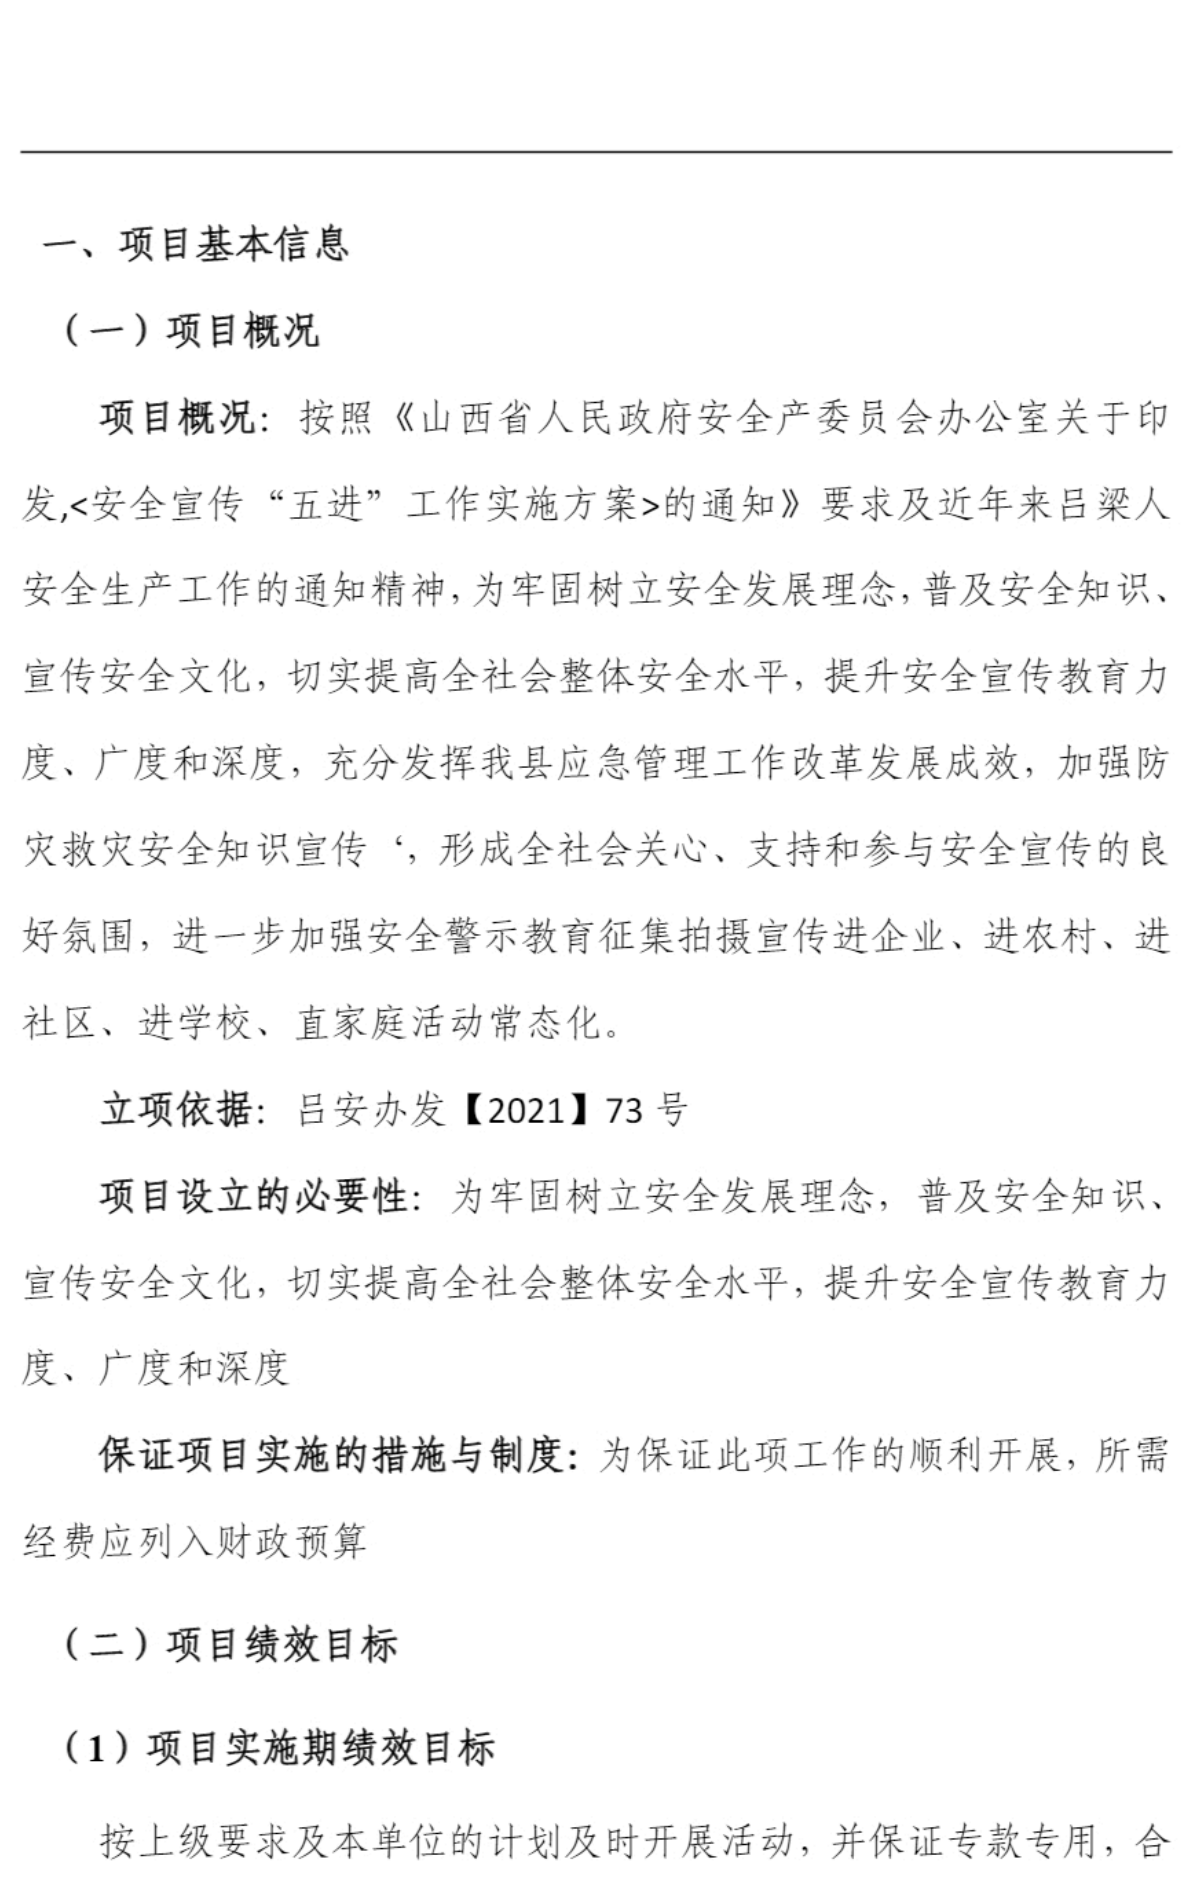 一、项目基本信息
（一）项目概况
项目概况：按照《山西省人民政府安全产委员会办公室关于印
发,<安全宣传“五进”工作实施方案>的通知》要求及近年来吕梁人
安全生产工作的通知精神，为牢固树立安全发展理念，普及安全知识、
宣传安全文化，切实提高全社会整体安全水平，提升安全宣传教育力
度、广度和深度，充分发挥我县应急管理工作改革发展成效，加强防
灾救灾安全知识宣传‘，形成全社会关心、支持和参与安全宣传的良
好氛围，进一步加强安全警示教育征集拍摄宣传进企业、进农村、进
社区、进学校、直家庭活动常态化。
立项依据：吕安办发【2021】73 号
项目设立的必要性：为牢固树立安全发展理念，普及安全知识、
宣传安全文化，切实提高全社会整体安全水平，提升安全宣传教育力
度、广度和深度
保证项目实施的措施与制度：为保证此项工作的顺利开展，所需
经费应列入财政预算
（二）项目绩效目标
（1）项目实施期绩效目标
按上级要求及本单位的计划及时开展活动，并保证专款专用，合